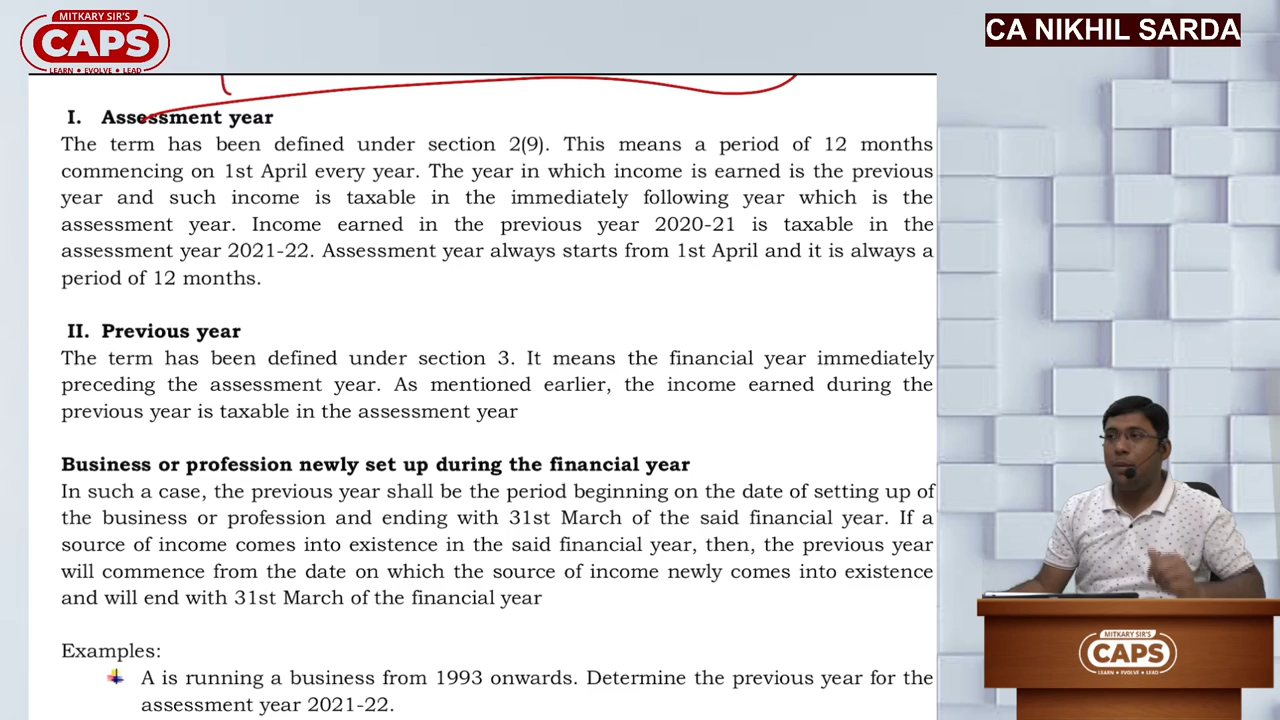 MITKARY SIR'S
CAPS
LEARN • EVOLVE • LEAD
CA NIKHIL SARDA
I. Assessment year
The term has been defined under section 2(9). This means a period of 12 months
commencing on 1st April every year. The year in which income is earned is the previous
year and such income is taxable in the immediately following year which is the
assessment year. Income earned in the previous year 2020-21 is taxable in the
assessment year 2021-22. Assessment year always starts from 1st April and it is always a
period of 12 months.
II. Previous year
The term has been defined under section 3. It means the financial year immediately
preceding the assessment year. As mentioned earlier, the income earned during the
previous year is taxable in the assessment year
Business or profession newly set up during the financial year
In such a case, the previous year shall be the period beginning on the date of setting up of
the business or profession and ending with 31st March of the said financial year. If a
source of income comes into existence in the said financial year, then, the previous year
will commence from the date on which the source of income newly comes into existence
and will end with 31st March of the financial year
Examples:
A is running a business from 1993 onwards. Determine the previous year for the
assessment year 2021-22.
MITKARY SIR'S
CAPS
LEARN • EVOLVE • LEAD